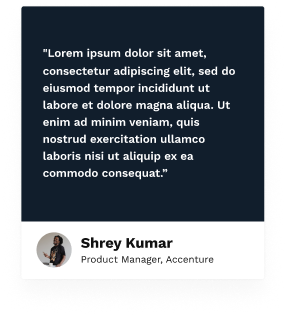 "Lorem ipsum dolor sit amet,
consectetur adipiscing elit, sed do
eiusmod tempor incididunt ut
labore et dolore magna aliqua. Ut
enim ad minim veniam, quis
nostrud exercitation ullamco
laboris nisi ut aliquip ex ea
commodo consequat.”
Shrey Kumar
Product Manager, Accenture